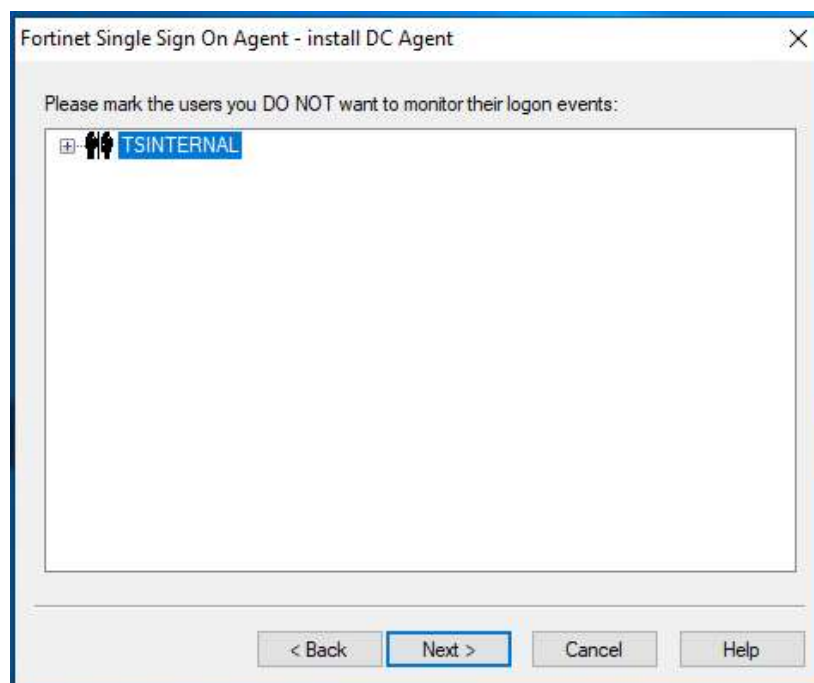 Fortinet Single Sign On Agent - install DC Agent
Please mark the users you DO NOT want to monitor their logon events:
TSINTERNAL
< Back Next > Cancel Help